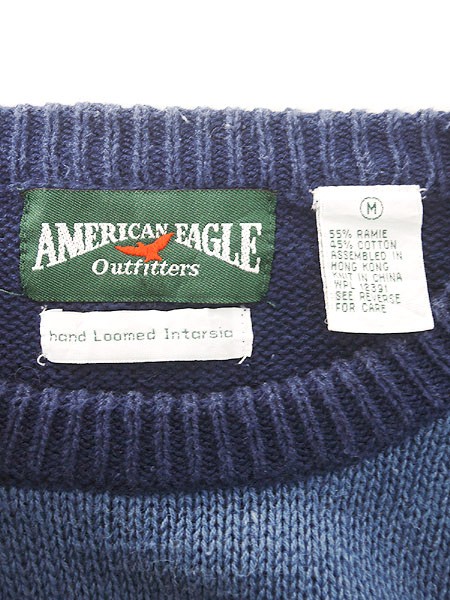 AMERICAN EAGLE
Outfitters
hand Loomed Intarsia
M
55% RAMIE
45% COTTON
ASSEMBLED IN
HONG KONG
KNIT IN CHINA
WPL 12391
SEE REVERSE
FOR CARE